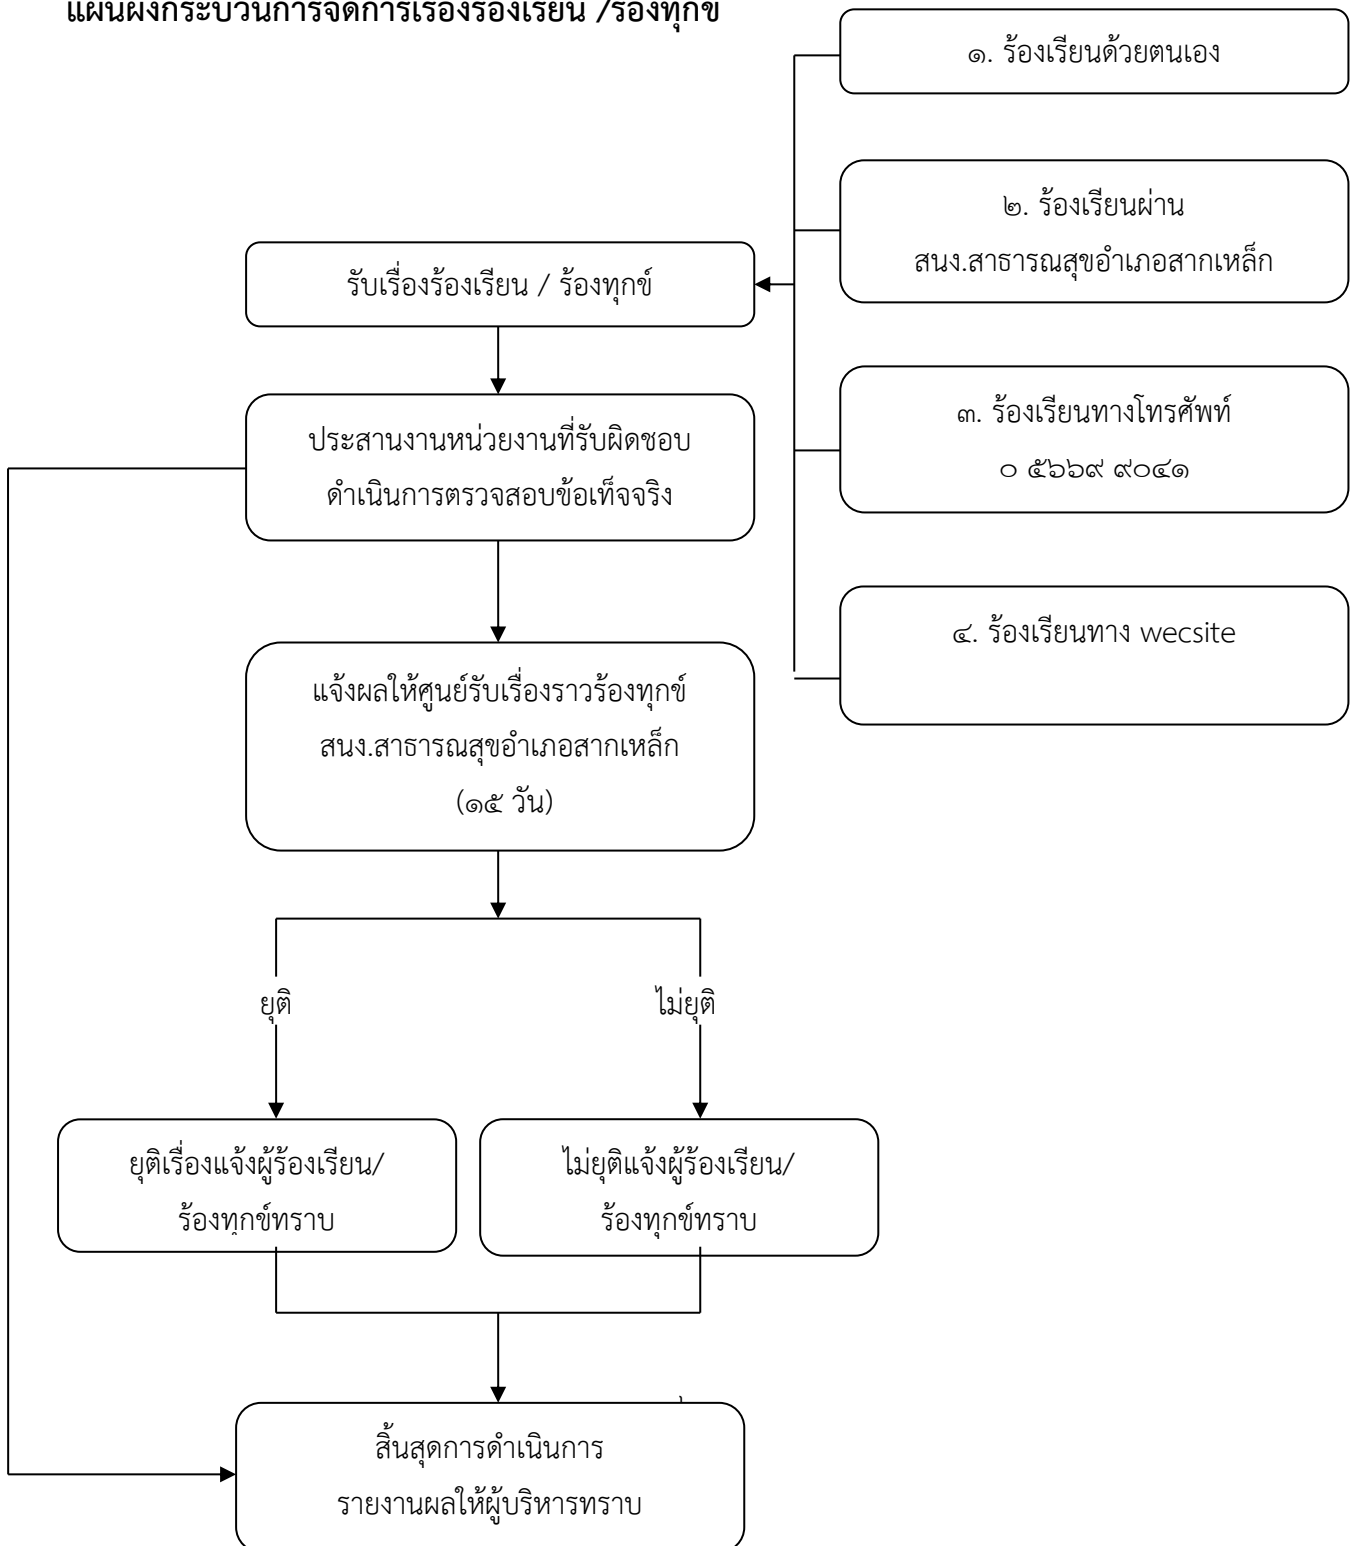 แผนผังกระบวนการจัดการเรื่องร้องเรียน /ร้องทุกข์
๑. ร้องเรียนด้วยตนเอง
๒. ร้องเรียนผ่าน
สนง.สาธารณสุขอำเภอสากเหล็ก
รับเรื่องร้องเรียน / ร้องทุกข์
๓. ร้องเรียนทางโทรศัพท์
๐ ๕๖๖๙ ๙๐๔๑
ประสานงานหน่วยงานที่รับผิดชอบ
ดำเนินการตรวจสอบข้อเท็จจริง
๔. ร้องเรียนทาง wecsite
แจ้งผลให้ศูนย์รับเรื่องราวร้องทุกข์
สนง.สาธารณสุขอำเภอสากเหล็ก
(๑๕ วัน)
ยุติ
ไม่ยุติ
ยุติเรื่องแจ้งผู้ร้องเรียน/
ร้องทุกข์ทราบ
ไม่ยุติแจ้งผู้ร้องเรียน/
ร้องทุกข์ทราบ
สิ้นสุดการดำเนินการ
รายงานผลให้ผู้บริหารทราบ